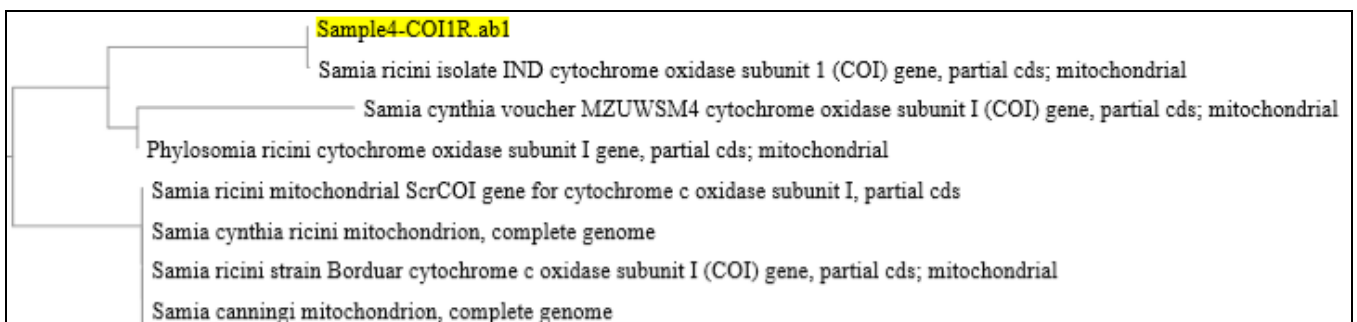 Sample4-COI1R.ab1
Samia ricini isolate IND cytochrome oxidase subunit 1 (COI) gene, partial cds; mitochondrial
Samia cynthia voucher MZUWSM4 cytochrome oxidase subunit I (COI) gene, partial cds; mitochondrial
Phylosomia ricini cytochrome oxidase subunit I gene, partial cds; mitochondrial
Samia ricini mitochondrial ScrCOI gene for cytochrome c oxidase subunit I, partial cds
Samia cynthia ricini mitochondrion, complete genome
Samia ricini strain Borduar cytochrome c oxidase subunit I (COI) gene, partial cds; mitochondrial
Samia canningi mitochondrion, complete genome